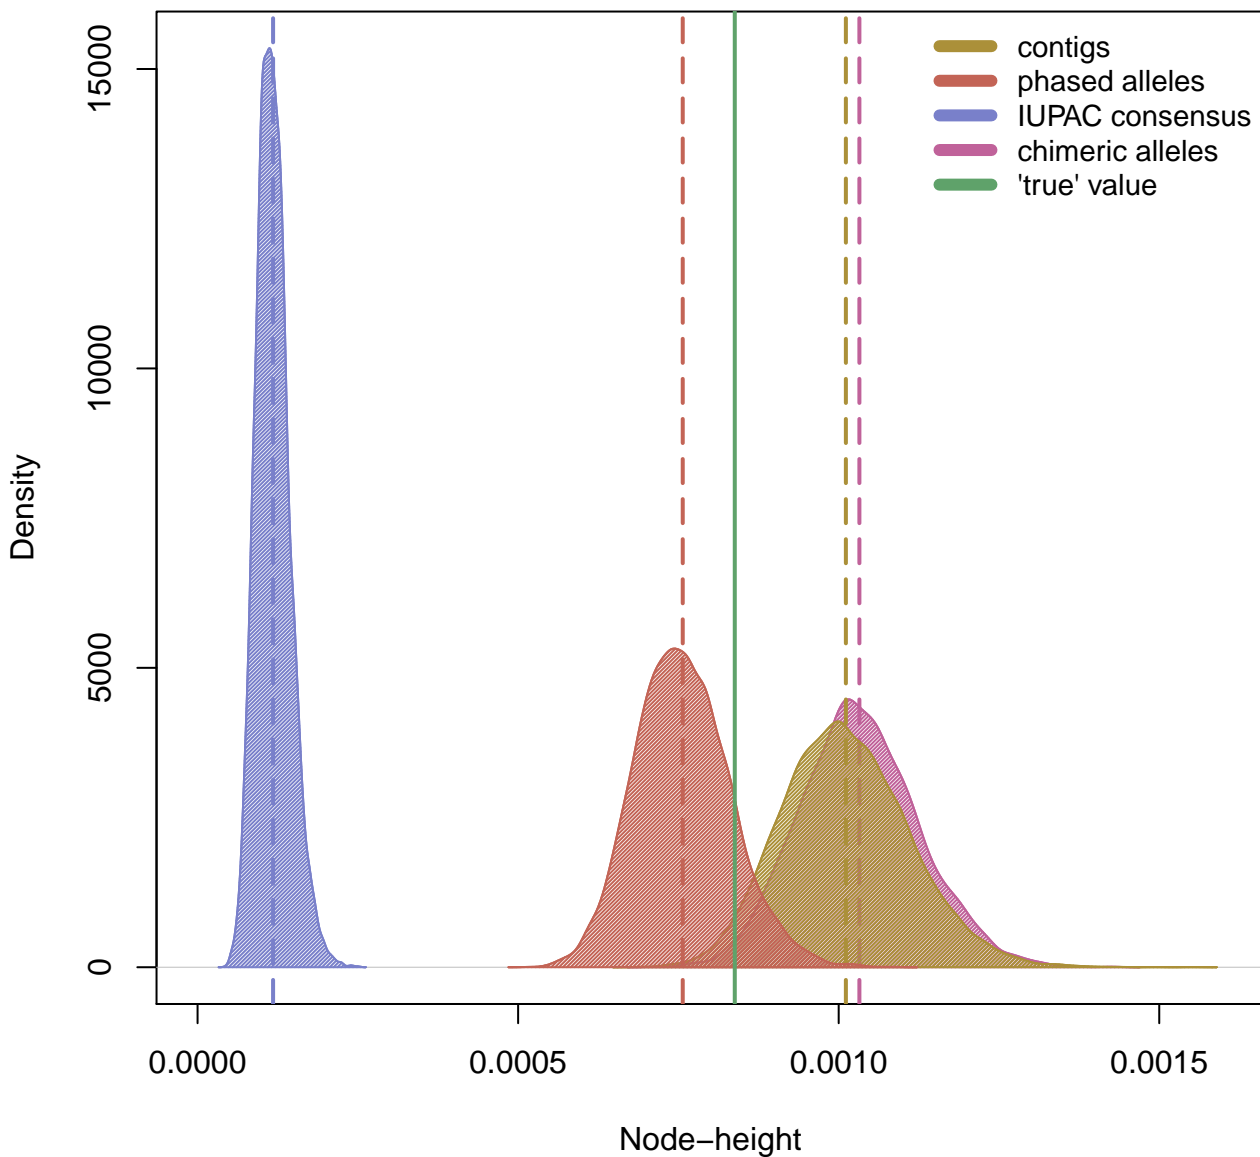 contigs
phased alleles
IUPAC consensus
chimeric alleles
'true' value
15000
10000
5000
0
Density
0.0000 0.0005 0.0010 0.0015
Node−height